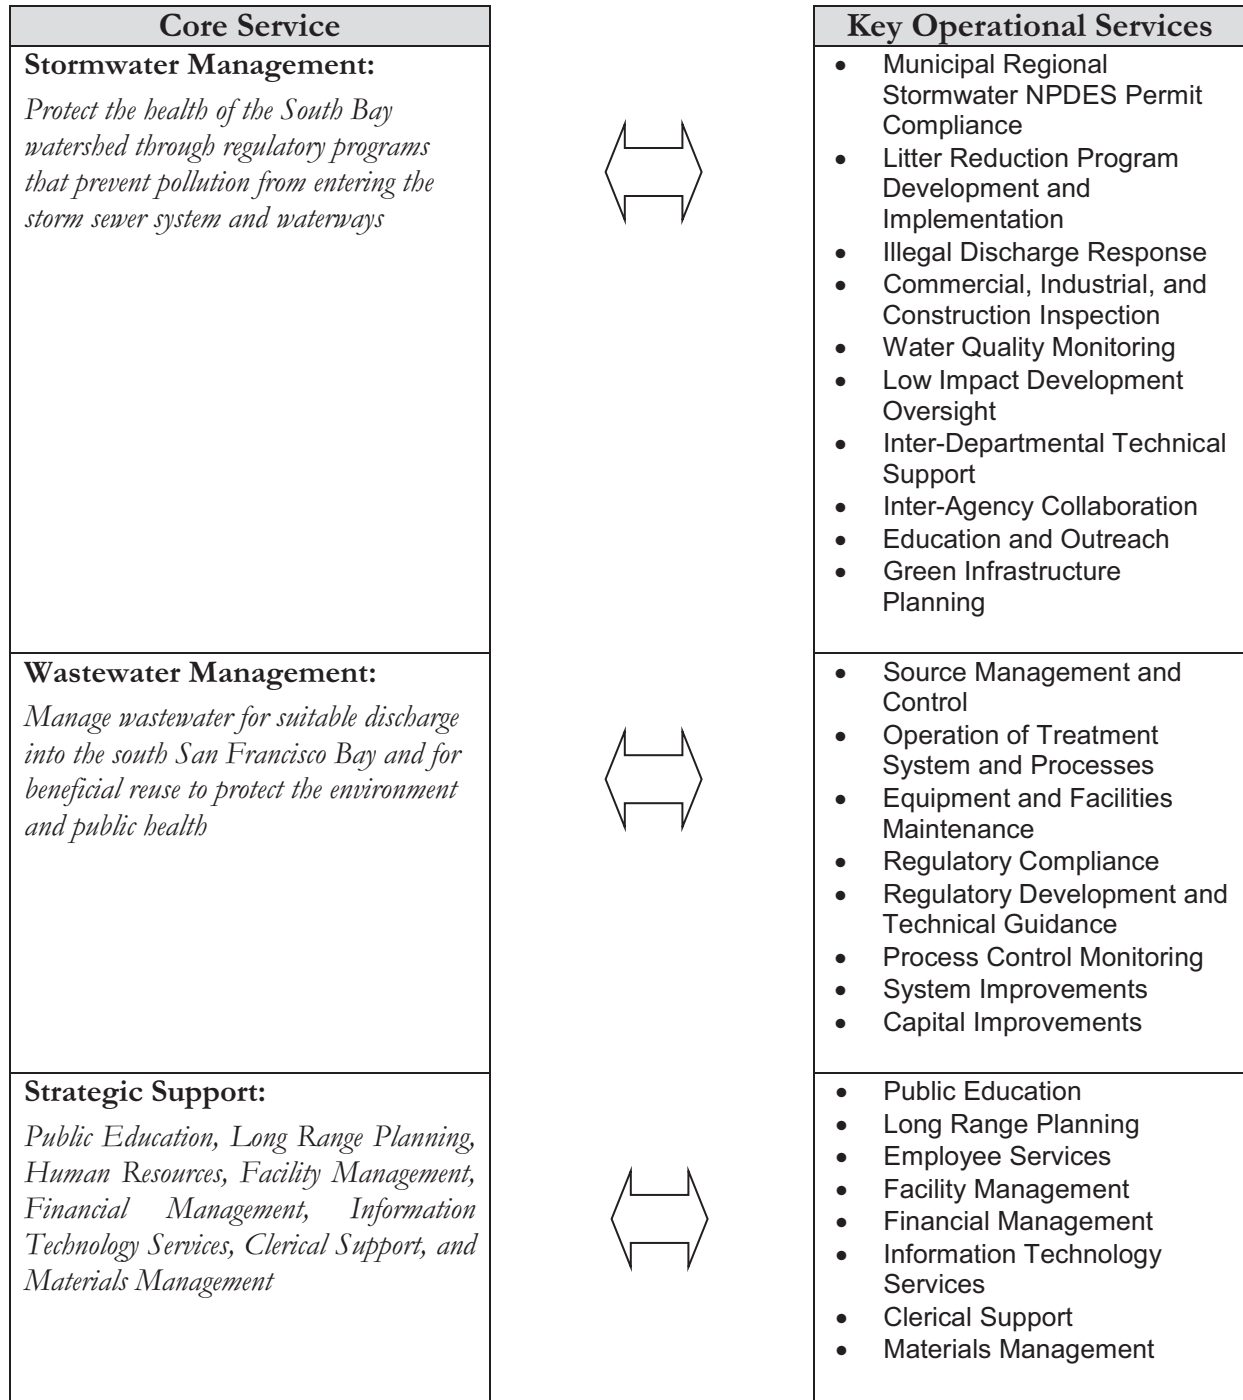 Core Service
Stormwater Management:
Protect the health of the South Bay
watershed through regulatory programs
that prevent pollution from entering the
storm sewer system and waterways
Key Operational Services
• Municipal Regional
Stormwater NPDES Permit
Compliance
• Litter Reduction Program
Development and
Implementation
• Illegal Discharge Response
• Commercial, Industrial, and
Construction Inspection
• Water Quality Monitoring
• Low Impact Development
Oversight
• Inter-Departmental Technical
Support
• Inter-Agency Collaboration
• Education and Outreach
• Green Infrastructure
Planning
Wastewater Management:
Manage wastewater for suitable discharge
into the south San Francisco Bay and for
beneficial reuse to protect the environment
and public health
• Source Management and
Control
• Operation of Treatment
System and Processes
• Equipment and Facilities
Maintenance
• Regulatory Compliance
• Regulatory Development and
Technical Guidance
• Process Control Monitoring
• System Improvements
• Capital Improvements
Strategic Support:
Public Education, Long Range Planning,
Human Resources, Facility Management,
Financial Management, Information
Technology Services, Clerical Support, and
Materials Management
• Public Education
• Long Range Planning
• Employee Services
• Facility Management
• Financial Management
• Information Technology
Services
• Clerical Support
• Materials Management